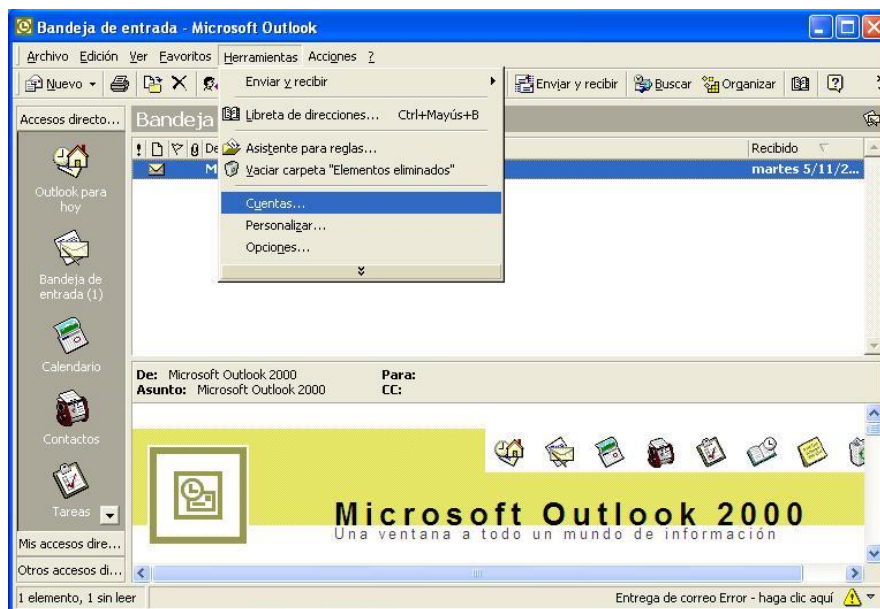 Bandeja de entrada - Microsoft Outlook
Archivo Edición Ver Favoritos Herramientas Acciones ?
Nuevo Enviar y recibir Buscar Organizar
Enviar y recibir
Libreta de direcciones... Ctrl+Mayús+B
Asistente para reglas...
Vaciar carpeta "Elementos eliminados"
Cuentas...
Personalizar...
Opciones...
Accesos directo...
Outlook para
hoy
Bandeja de
entrada (1)
Calendario
Contactos
Tareas
Mis accesos dire...
Otros accesos di...
Bandeja
! De Recibido
M martes 5/11/2...
De: Microsoft Outlook 2000 Para:
Asunto: Microsoft Outlook 2000 CC:
Microsoft Outlook 2000
Una ventana a todo un mundo de información
1 elemento, 1 sin leer Entrega de correo Error - haga clic aquí